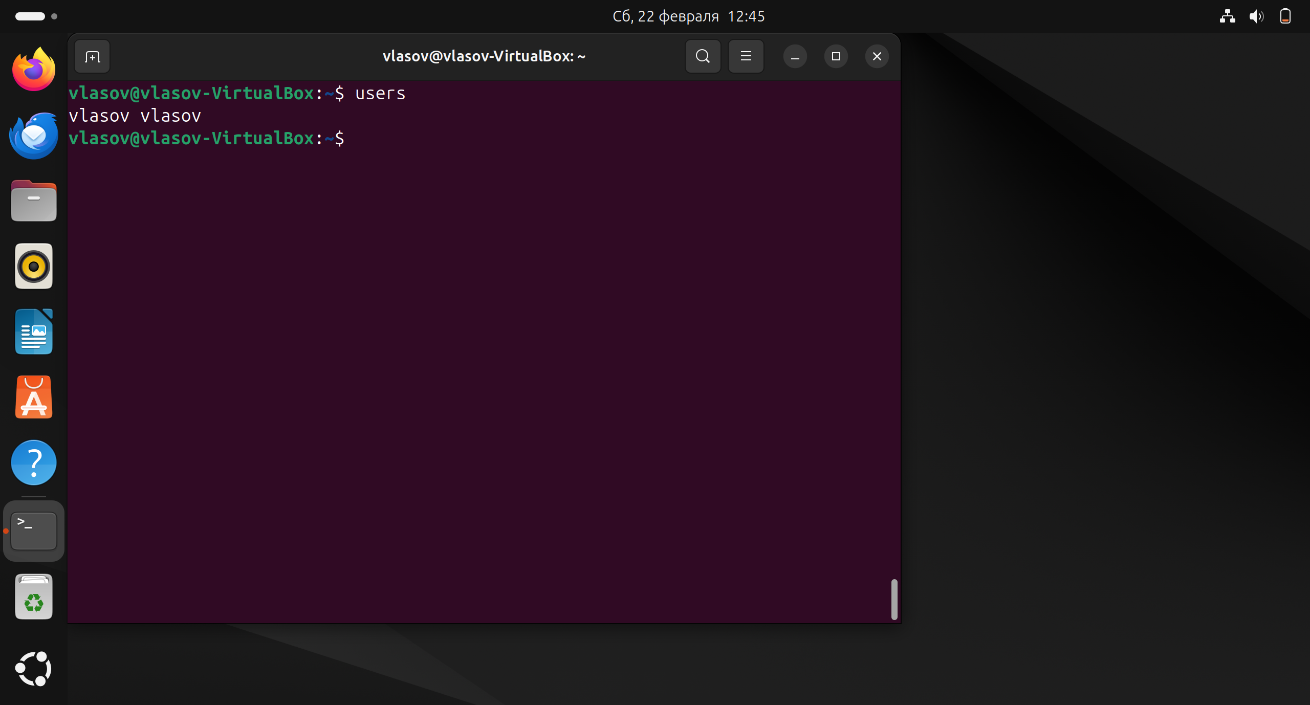 Сб, 22 февраля 12:45
vlasov@vlasov-VirtualBox: ~
vlasov@vlasov-VirtualBox:~$ users
vlasov vlasov
vlasov@vlasov-VirtualBox:~$
>_
?